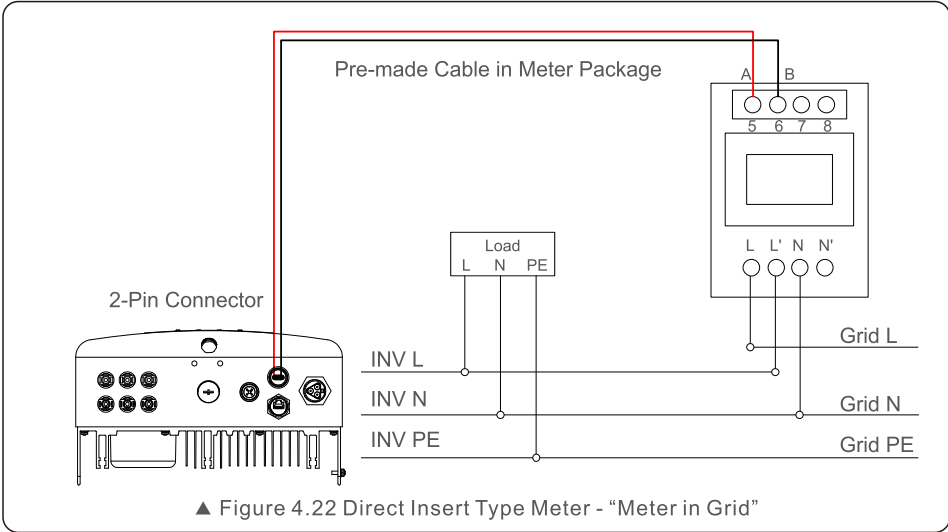 Pre-made Cable in Meter Package
A B
5 6 7 8
Load
L N PE
L L' N N'
2-Pin Connector
INV L
Grid L
INV N
Grid N
INV PE
Grid PE
▲ Figure 4.22 Direct Insert Type Meter - “Meter in Grid”